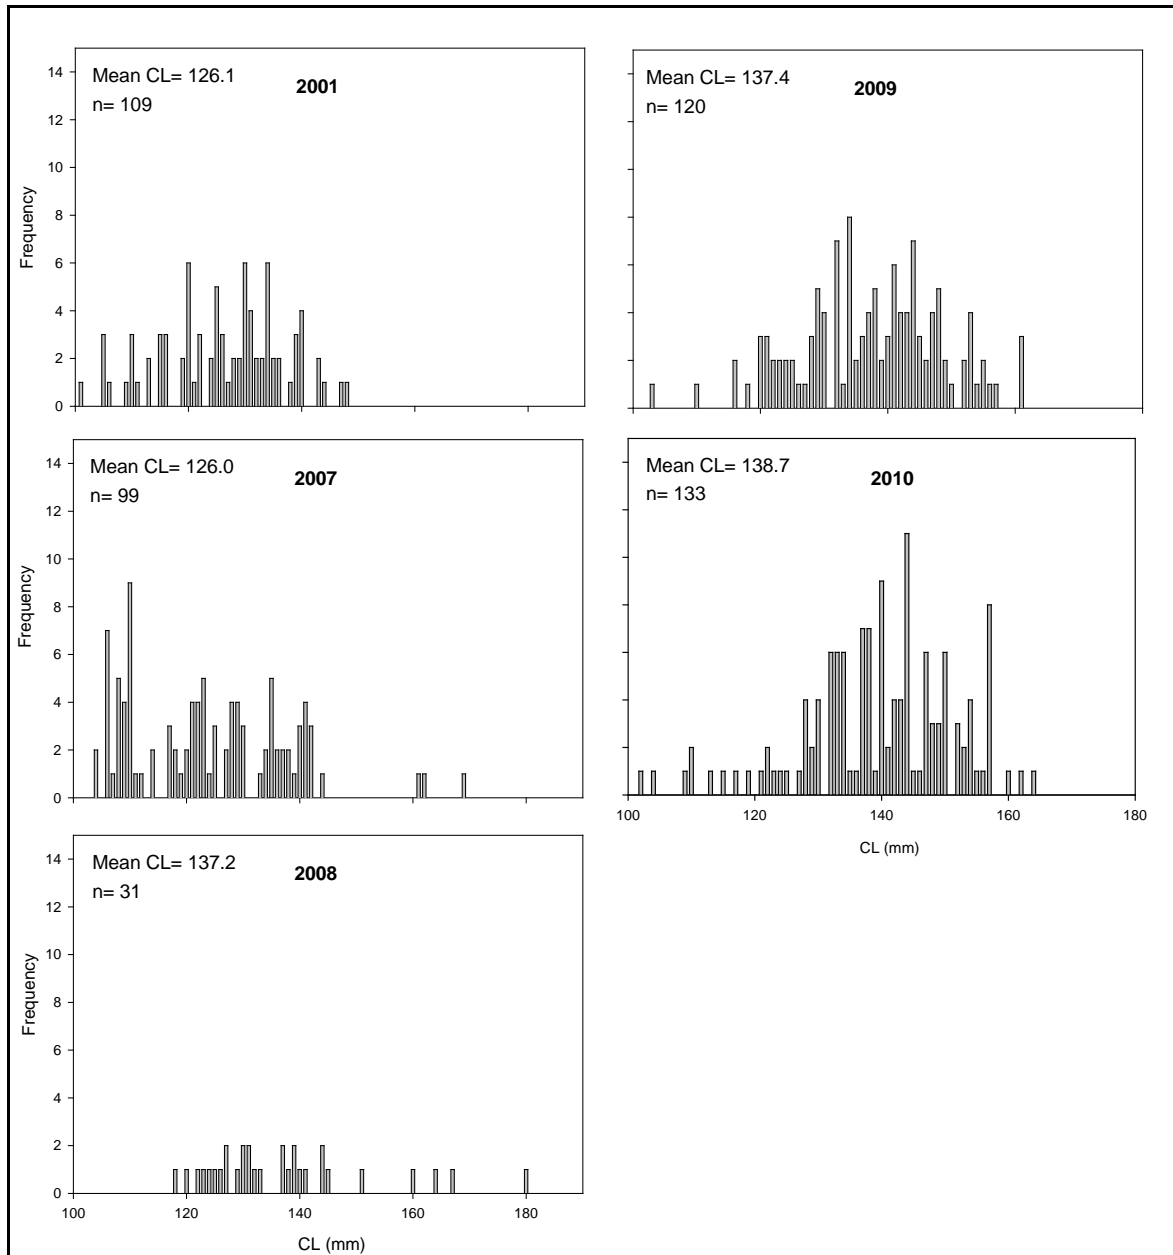 Mean CL= 126.1
n= 109
2001
14
12
10
8
6
4
2
0
Frequency
Mean CL= 137.4
n= 120
2009
Mean CL= 126.0
n= 99
2007
14
12
10
8
6
4
2
0
Frequency
Mean CL= 138.7
n= 133
2010
100 120 140 160 180
CL (mm)
Mean CL= 137.2
n= 31
2008
14
12
10
8
6
4
2
0
Frequency
100 120 140 160 180
CL (mm)